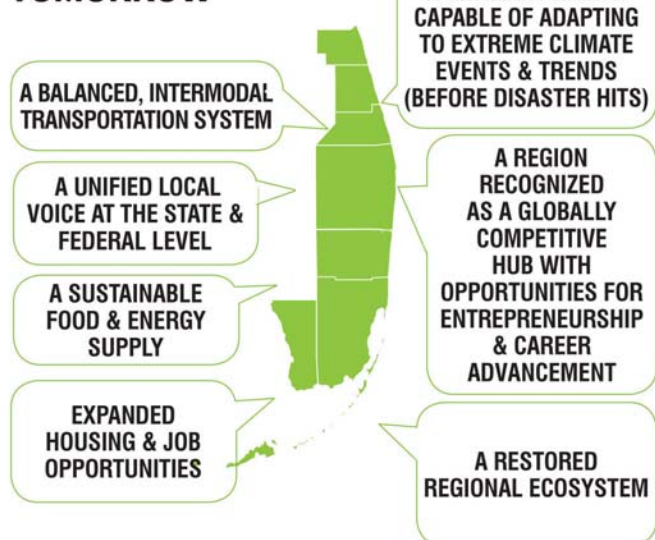 TOMORROW
A BALANCED, INTERMODAL
TRANSPORTATION SYSTEM
A UNIFIED LOCAL
VOICE AT THE STATE &
FEDERAL LEVEL
A SUSTAINABLE
FOOD & ENERGY
SUPPLY
EXPANDED
HOUSING & JOB
OPPORTUNITIES
CAPABLE OF ADAPTING
TO EXTREME CLIMATE
EVENTS & TRENDS
(BEFORE DISASTER HITS)
A REGION
RECOGNIZED
AS A GLOBALLY
COMPETITIVE
HUB WITH
OPPORTUNITIES FOR
ENTREPRENEURSHIP
& CAREER
ADVANCEMENT
A RESTORED
REGIONAL ECOSYSTEM